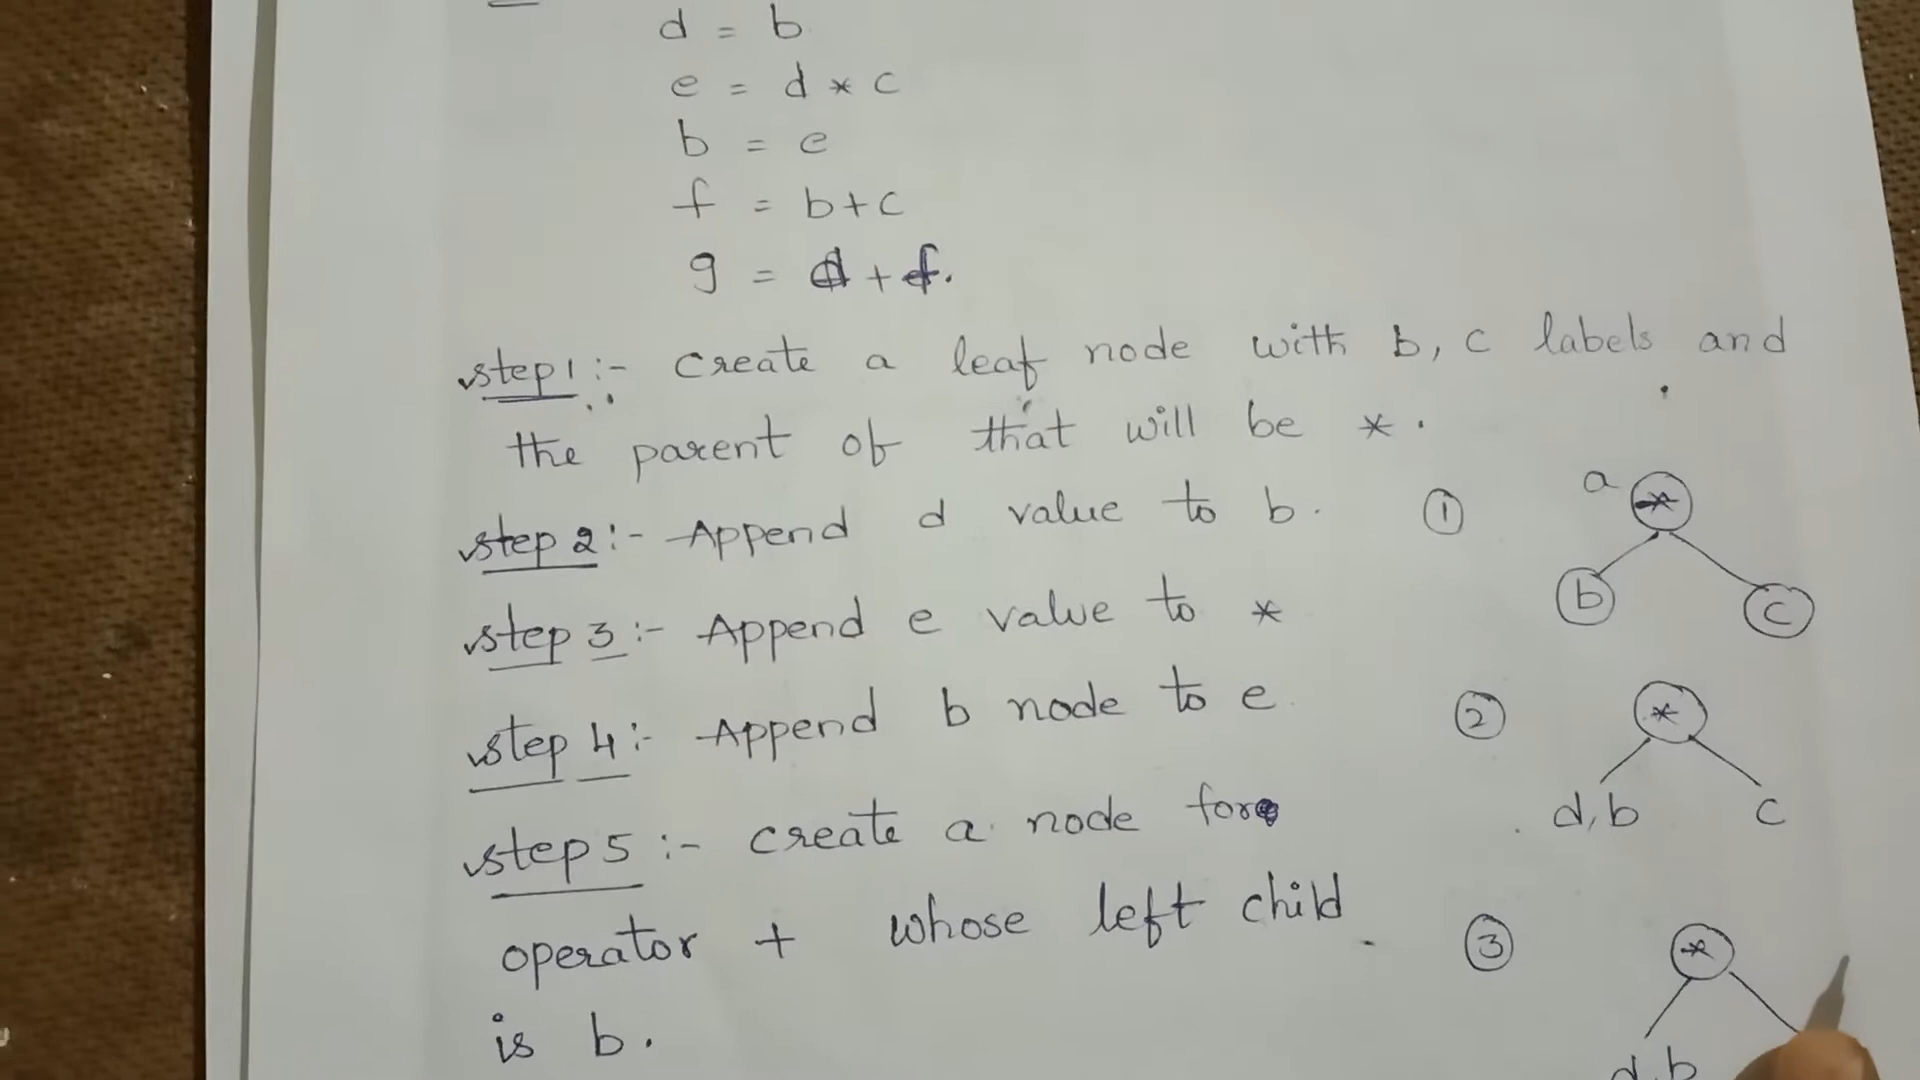 d = b
e = d * c
b = e
f = b+c
g = d + f.
step 1 :- create a leaf node with b, c labels and
the parent of that will be *.
step 2 :- Append d value to b.
step 3 :- Append e value to *
step 4 :- Append b node to e
step 5 :- create a node for
operator + whose left child
is b.
1
a *
b c
2
*
d, b c
3
*
d, b